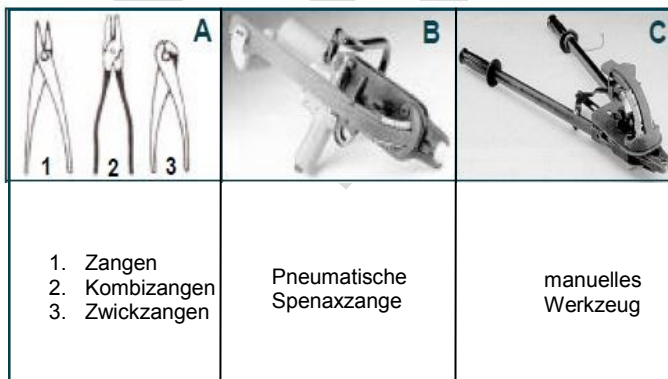 A
B
C
1
2
3
1. Zangen
2. Kombizangen
3. Zwickzangen
Pneumatische
Spenaxzange
manuelles
Werkzeug